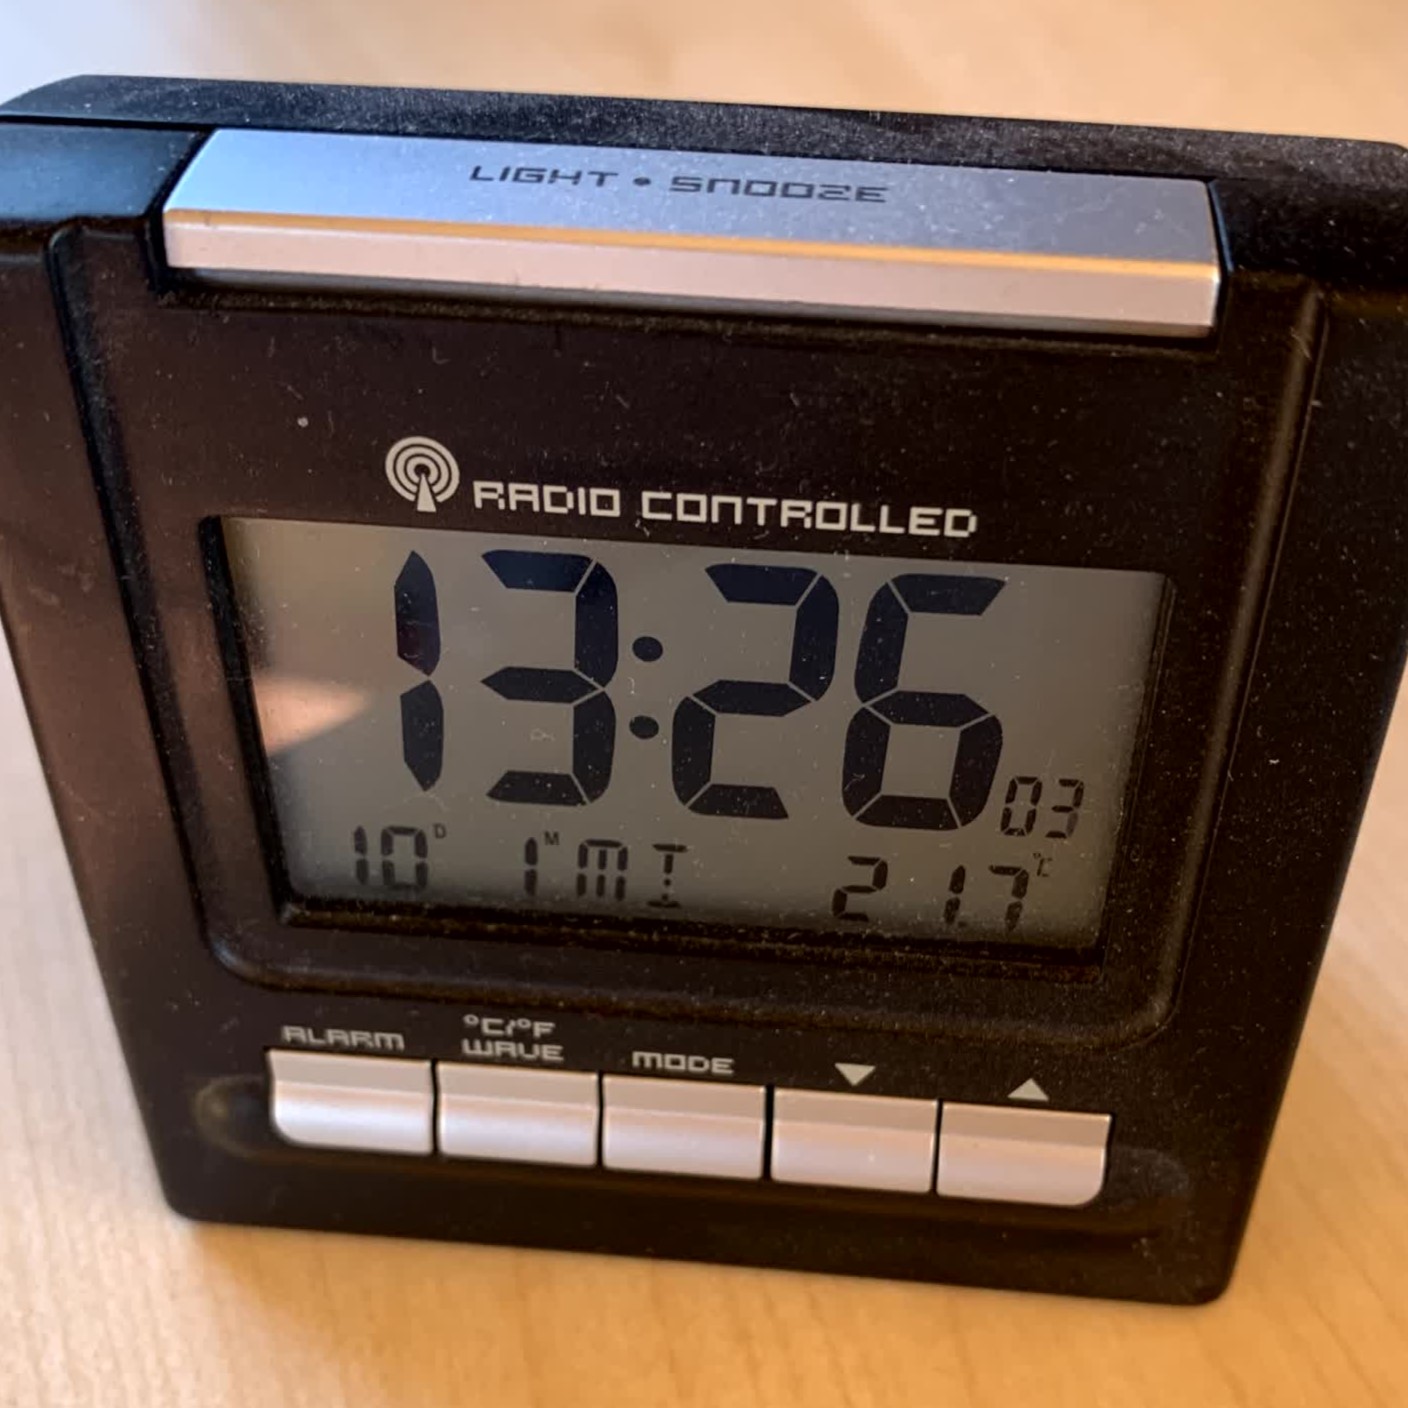 LIGHT • SNOOZE
RADIO CONTROLLED
13:26 03
10 D 1 M MI 21.7 °C
ALARM
°C/°F
WAVE
MODE
▼
▲